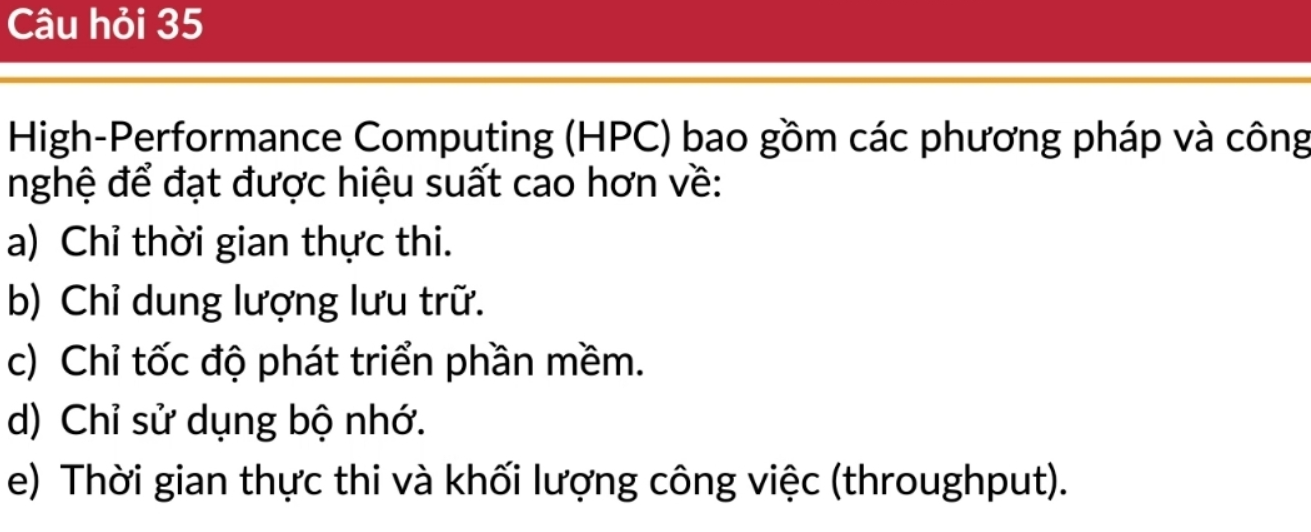 Câu hỏi 35
High-Performance Computing (HPC) bao gồm các phương pháp và công
nghệ để đạt được hiệu suất cao hơn về:
a) Chỉ thời gian thực thi.
b) Chỉ dung lượng lưu trữ.
c) Chỉ tốc độ phát triển phần mềm.
d) Chỉ sử dụng bộ nhớ.
e) Thời gian thực thi và khối lượng công việc (throughput).